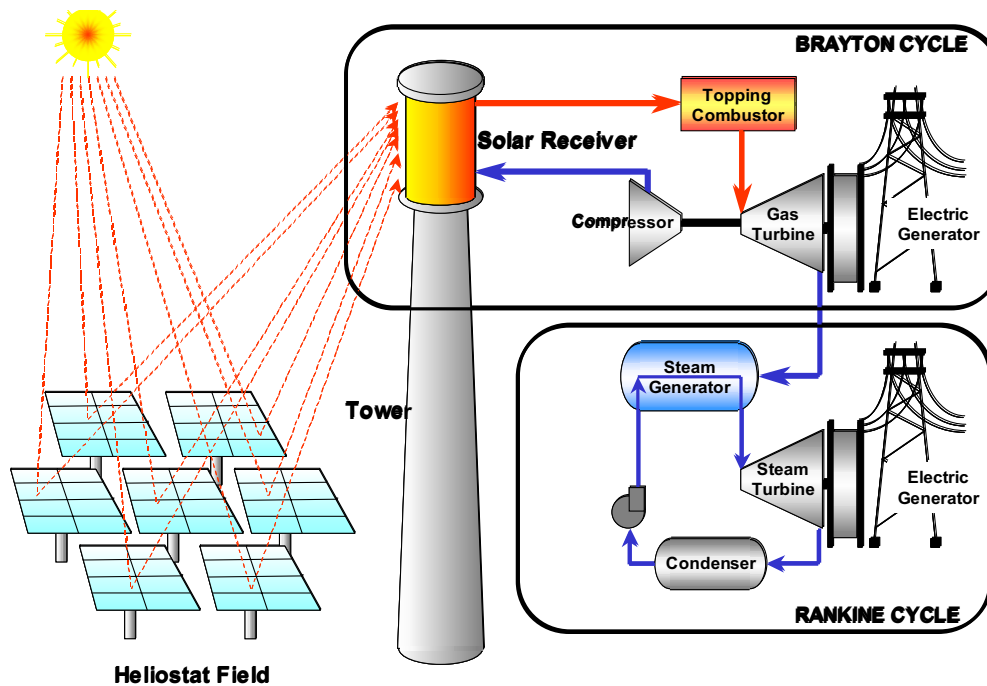 BRAYTON CYCLE
Topping
Combustor
Solar Receiver
Compressor
Gas
Turbine
Electric
Generator
Steam
Generator
Tower
Steam
Turbine
Electric
Generator
Condenser
RANKINE CYCLE
Heliostat Field